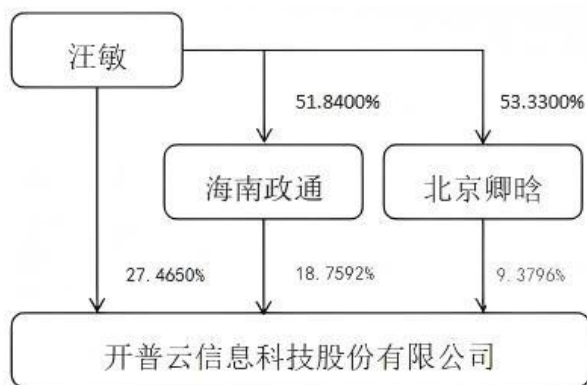 汪敏
51.8400%
53.3300%
海南政通
北京卿晗
27.4650%
18.7592%
9.3796%
开普云信息科技股份有限公司